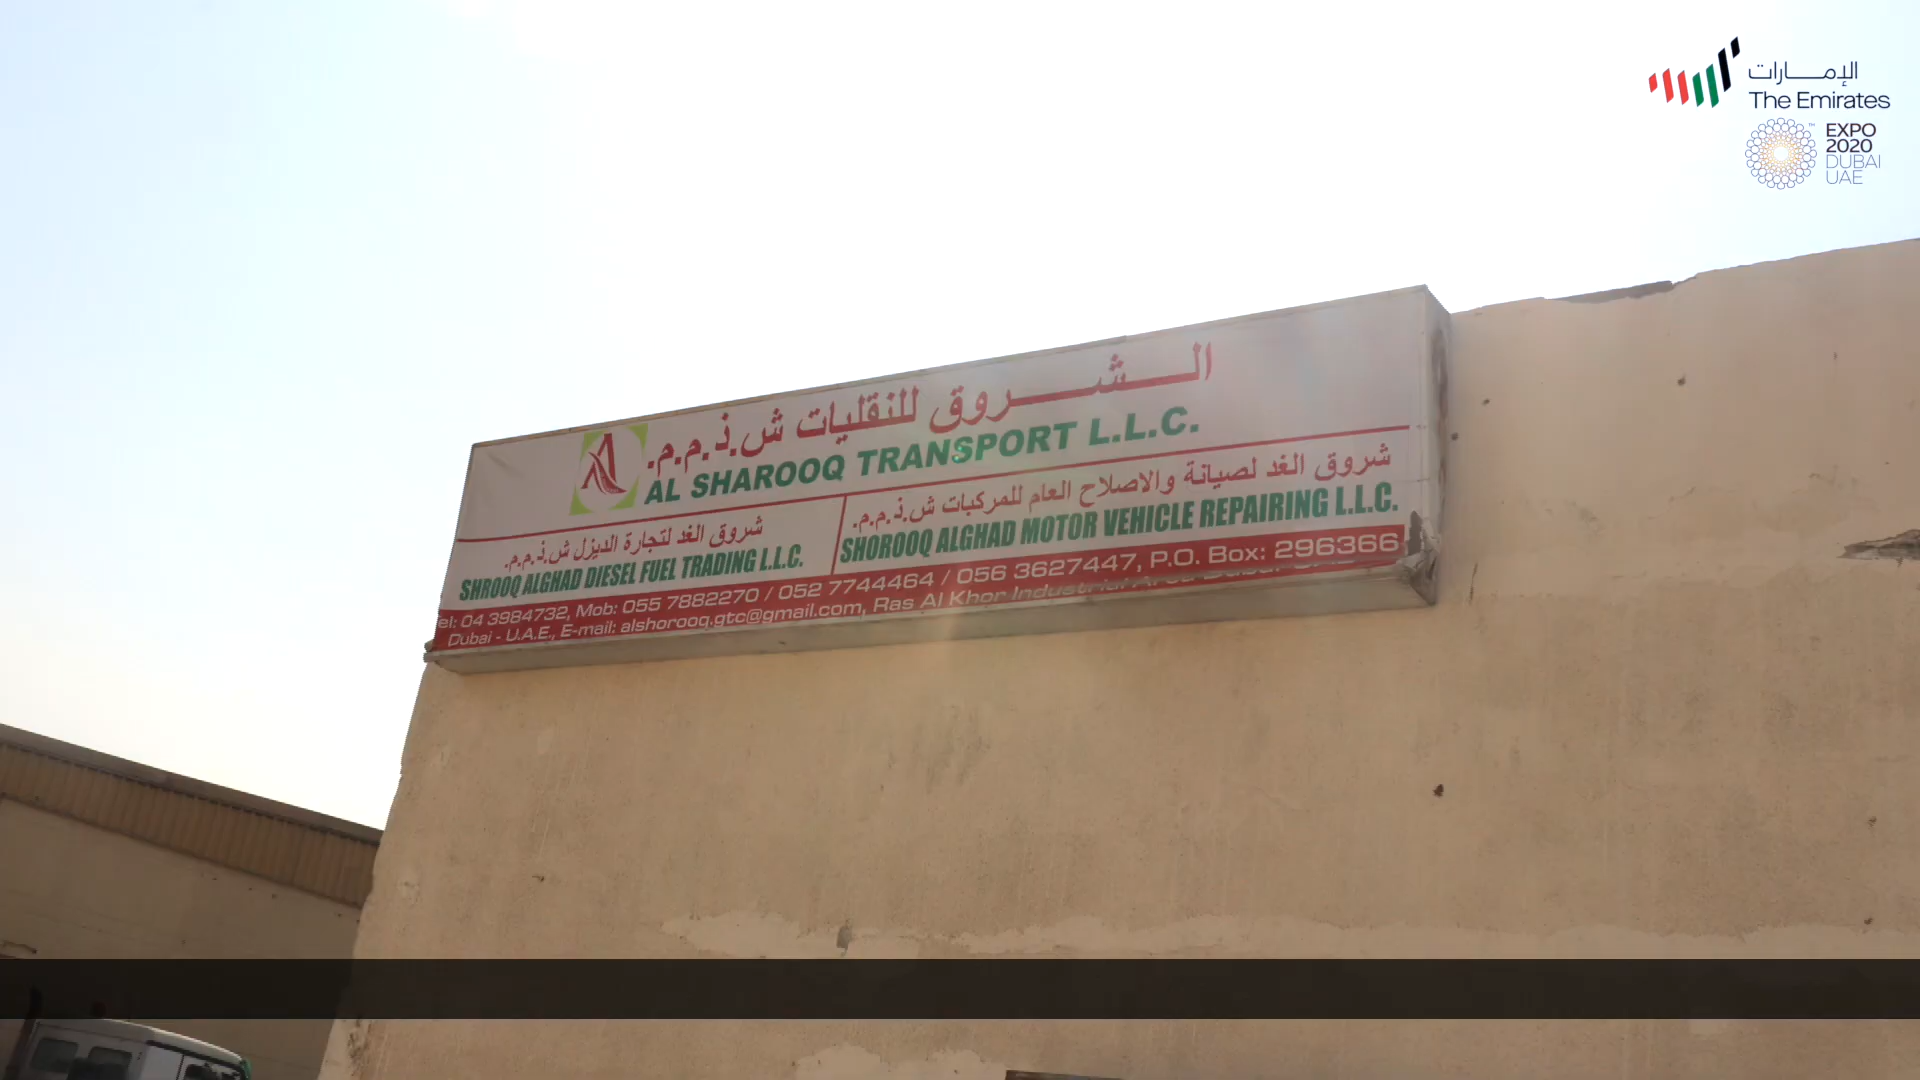 الإمارات
The Emirates
EXPO
2020
DUBAI
UAE
الشروق للنقليات ش.ذ.م.م.
AL SHAROOQ TRANSPORT L.L.C.
شروق الغد لتجارة الديزل ش.ذ.م.م.
SHROOQ ALGHAD DIESEL FUEL TRADING L.L.C.
شروق الغد لصيانة والاصلاح العام للمركبات ش.ذ.م.م.
SHOROOQ ALGHAD MOTOR VEHICLE REPAIRING L.L.C.
el: 04 3984732, Mob: 055 7882270 / 052 7744464 / 056 3627447, P.O. Box: 296366
Dubai - U.A.E., E-mail: alshorooq.gtc@gmail.com, Ras Al Khor Industrial Area Dubai